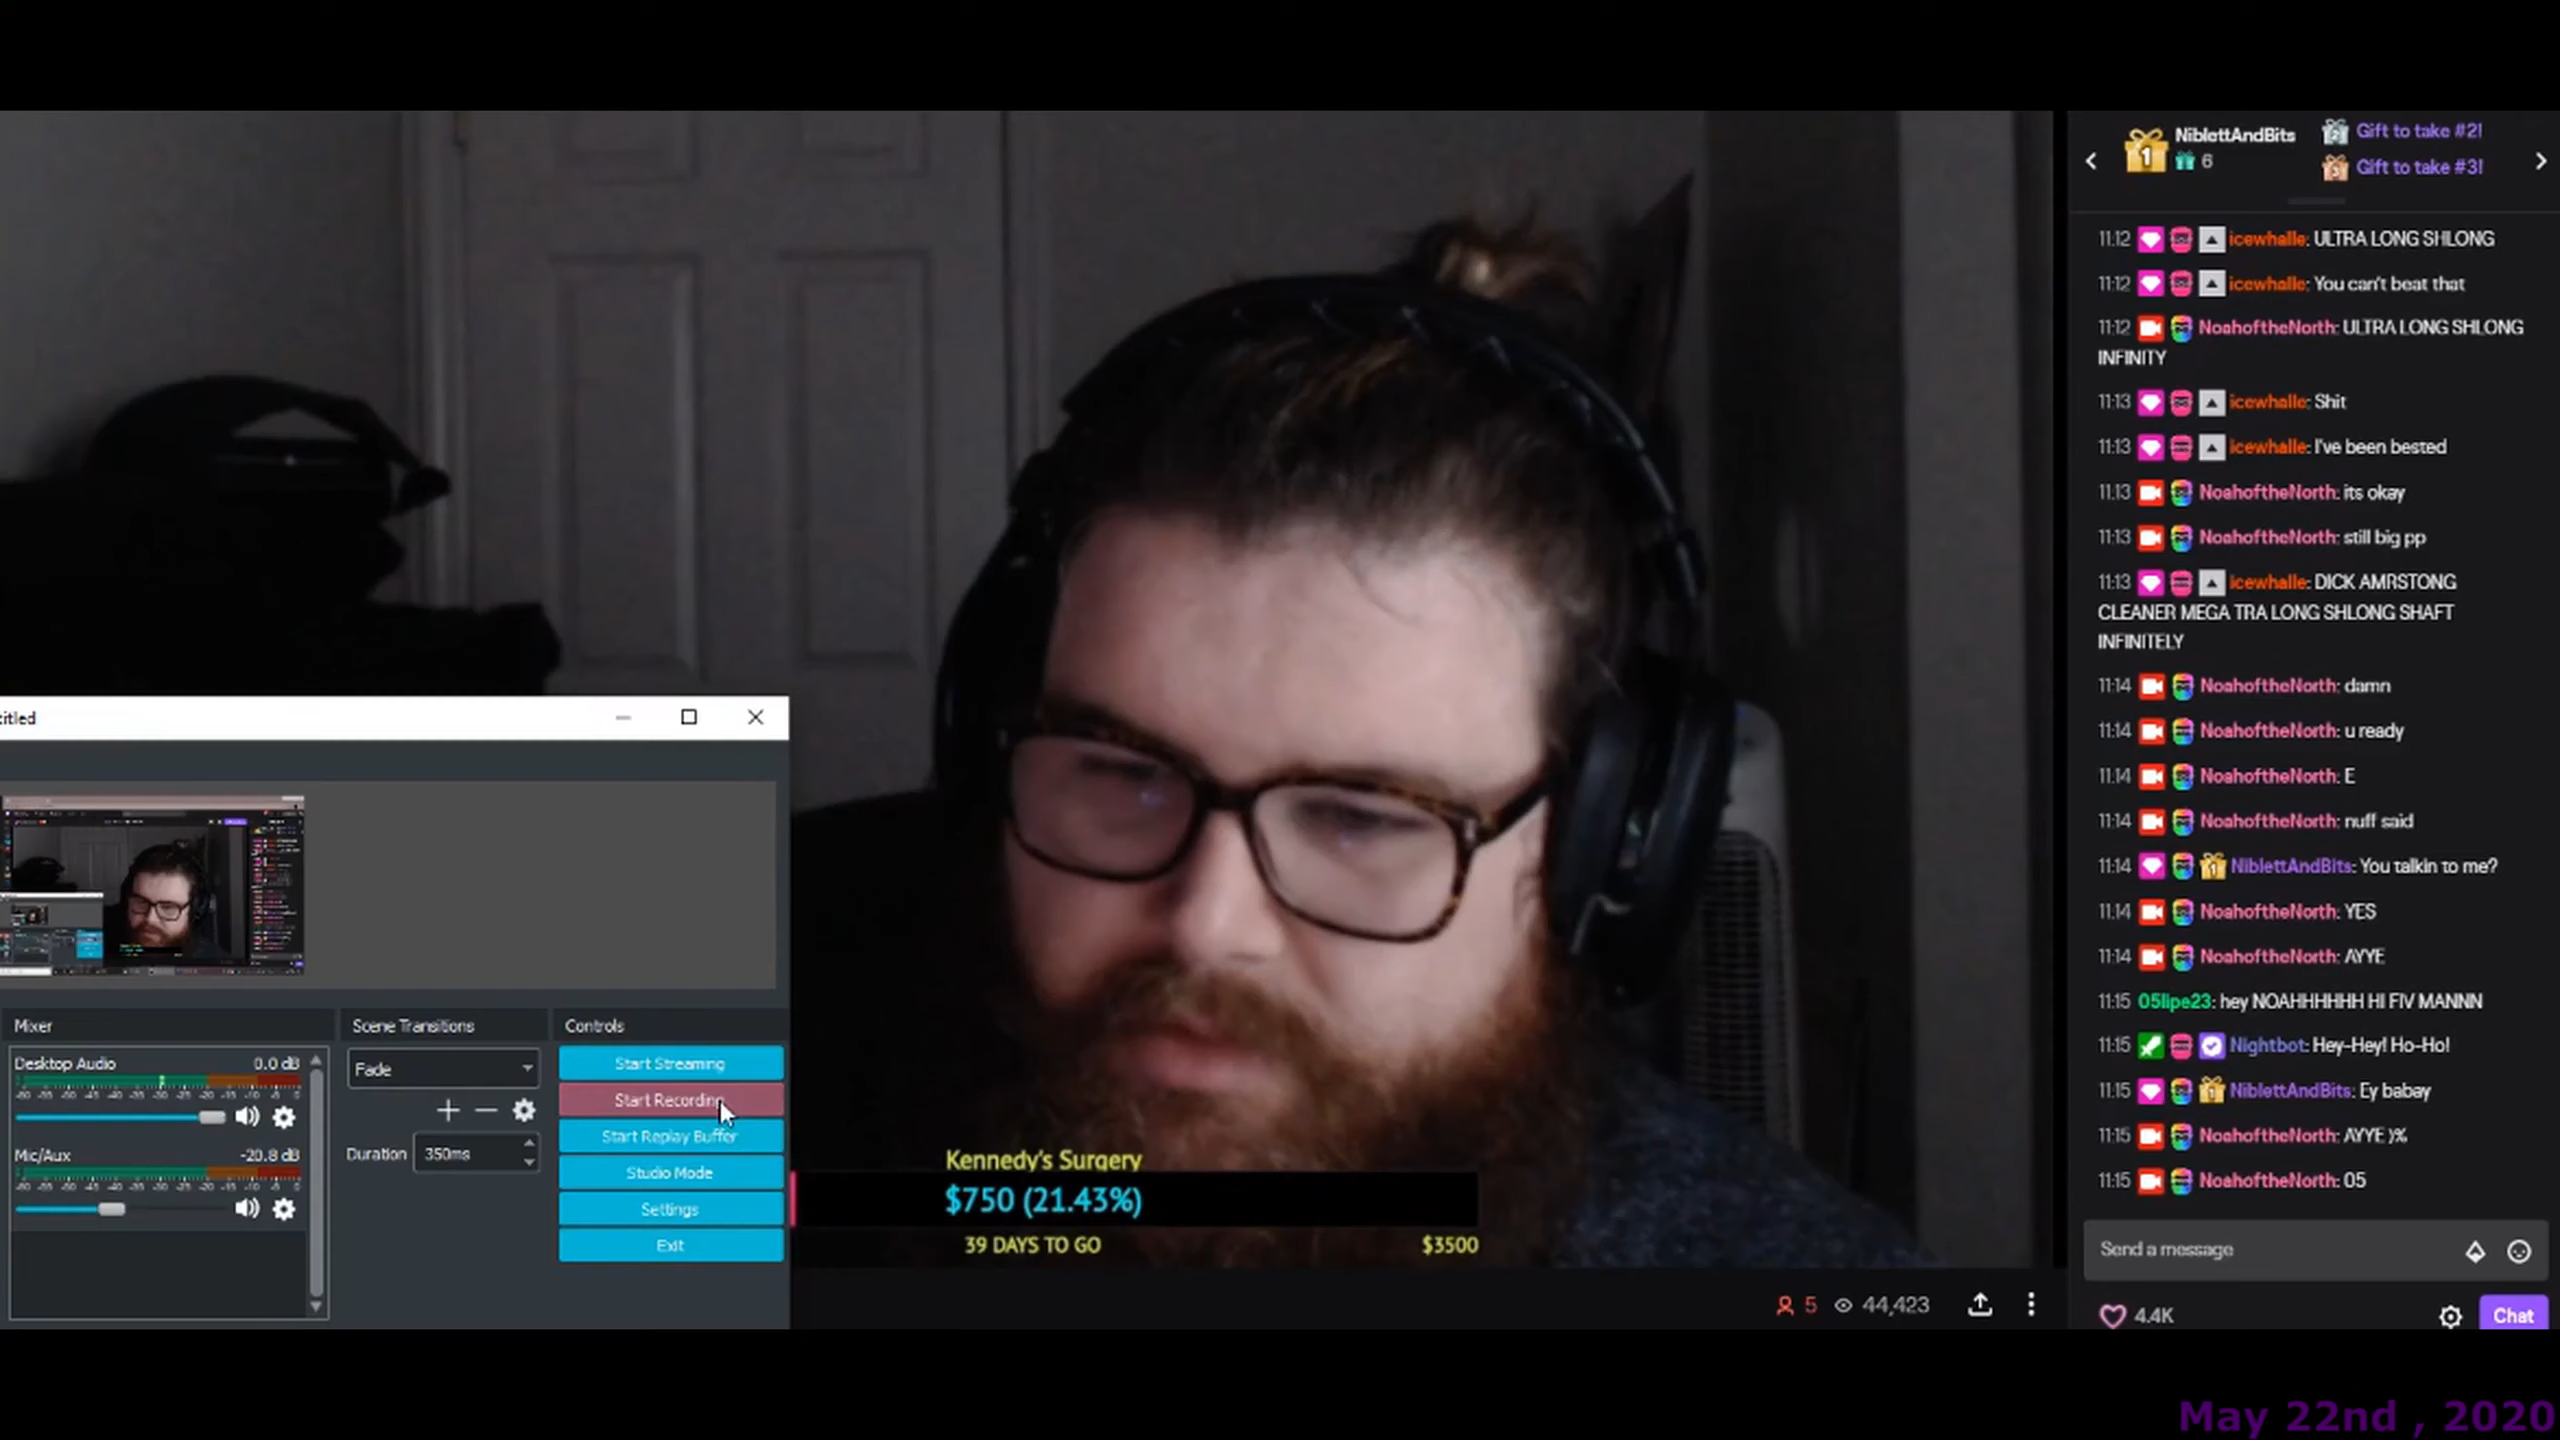 NiblettAndBits
6
Gift to take #2!
Gift to take #3!
11:12 icewhalle: ULTRA LONG SHLONG
11:12 icewhalle: You can't beat that
11:12 NoahoftheNorth: ULTRA LONG SHLONG
INFINITY
11:13 icewhalle: Shit
11:13 icewhalle: I've been bested
11:13 NoahoftheNorth: its okay
11:13 NoahoftheNorth: still big pp
11:13 icewhalle: DICK AMRSTONG
CLEANER MEGA TRA LONG SHLONG SHAFT
INFINITELY
11:14 NoahoftheNorth: damn
11:14 NoahoftheNorth: u ready
11:14 NoahoftheNorth: E
11:14 NoahoftheNorth: nuff said
11:14 NiblettAndBits: You talkin to me?
11:14 NoahoftheNorth: YES
11:14 NoahoftheNorth: AYYE
11:15 05lipe23: hey NOAHHHHHH HI FIV MANNN
11:15 Nightbot: Hey-Hey! Ho-Ho!
11:15 NiblettAndBits: Ey babay
11:15 NoahoftheNorth: AYYE )%
11:15 NoahoftheNorth: 05
Send a message
4.4K
Chat
titled
Mixer
Scene Transitions
Controls
Desktop Audio 0.0 dB
Mic/Aux -20.8 dB
Fade
Duration 350ms
Start Streaming
Start Recording
Start Replay Buffer
Studio Mode
Settings
Exit
Kennedy's Surgery
$750 (21.43%)
39 DAYS TO GO $3500
5 44,423
May 22nd , 2020